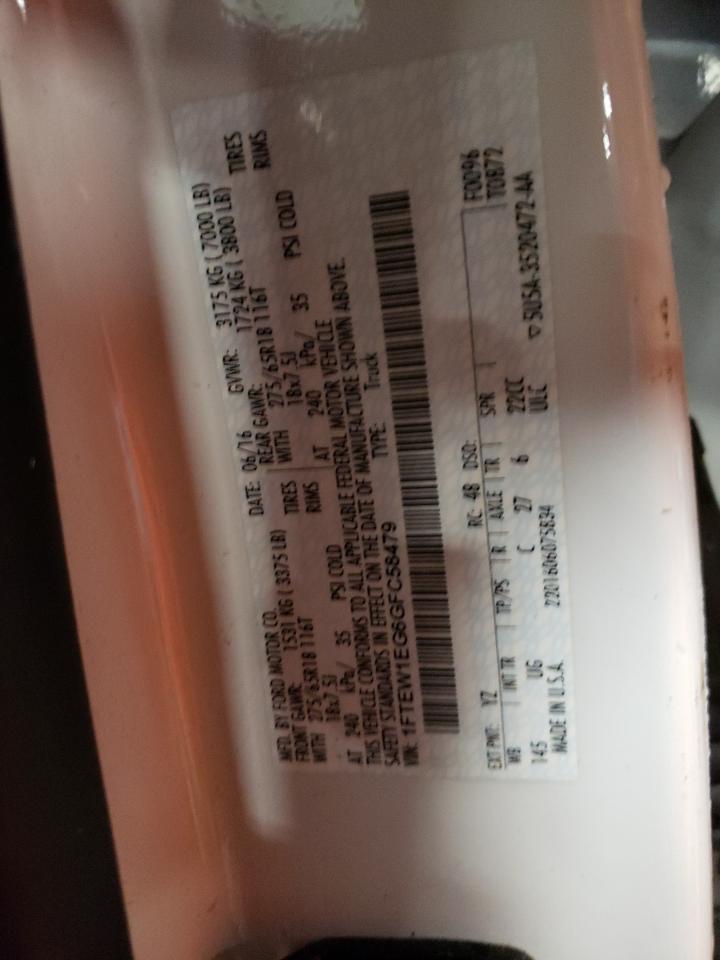 MFD. BY FORD MOTOR CO. DATE: 06/16 GVWR: 3175 KG ( 7000 LB)
FRONT GAWR: 1531 KG ( 3375 LB) REAR GAWR: 1724 KG ( 3800 LB)
WITH 275/65R18 116T TIRES WITH 275/65R18 116T TIRES
18x7.5J RIMS 18x7.5J RIMS
AT 240 kPa/ 35 PSI COLD AT 240 kPa/ 35 PSI COLD
THIS VEHICLE CONFORMS TO ALL APPLICABLE FEDERAL MOTOR VEHICLE
SAFETY STANDARDS IN EFFECT ON THE DATE OF MANUFACTURE SHOWN ABOVE.
VIN: 1FTEW1EG6GFC58479 TYPE: Truck
F0096
T0872
EXT PNT: YZ RC: 48 DSO:
WB INT TR TP/PS R AXLE TR SPR
145 UG C 27 6 22CC
MADE IN U.S.A. 2201606075834 ULC
▽ 5U5A-3520472-AA